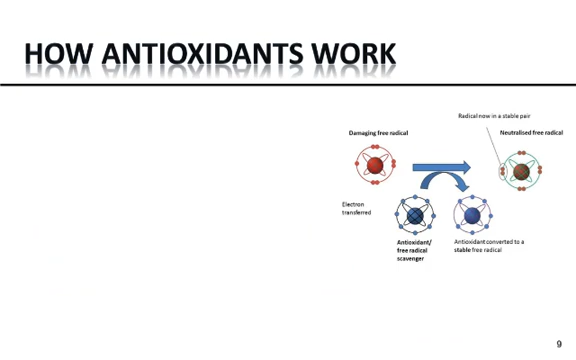 HOW ANTIOXIDANTS WORK
Radical now in a stable pair
Damaging free radical
Neutralised free radical
Electron
transferred
Antioxidant/
free radical
scavenger
Antioxidant converted to a
stable free radical
9